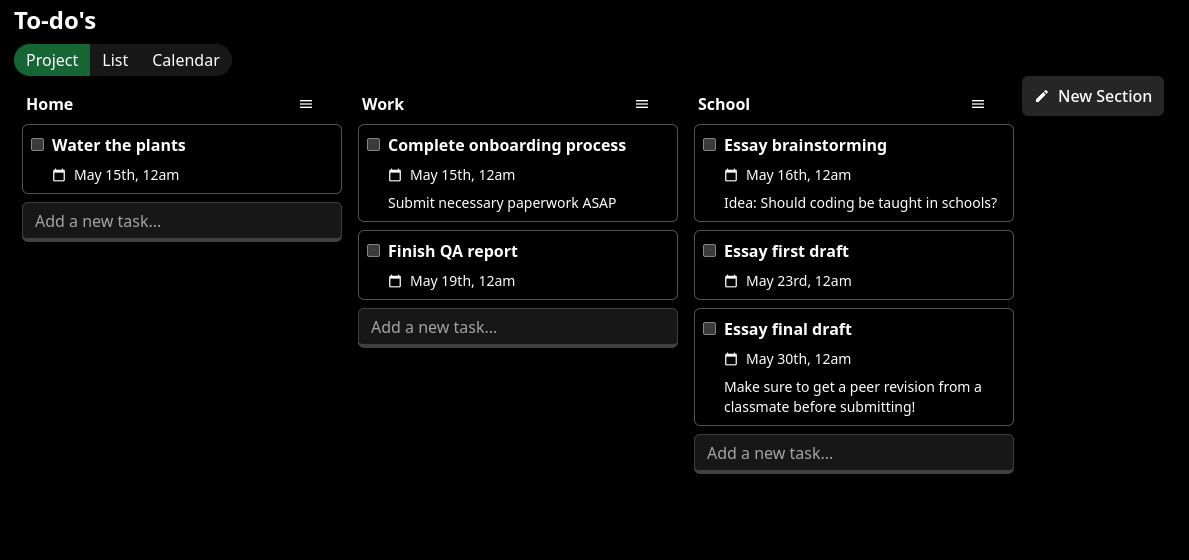 To-do's
Project List Calendar
New Section
Home
Water the plants
May 15th, 12am
Add a new task...
Work
Complete onboarding process
May 15th, 12am
Submit necessary paperwork ASAP
Finish QA report
May 19th, 12am
Add a new task...
School
Essay brainstorming
May 16th, 12am
Idea: Should coding be taught in schools?
Essay first draft
May 23rd, 12am
Essay final draft
May 30th, 12am
Make sure to get a peer revision from a
classmate before submitting!
Add a new task...